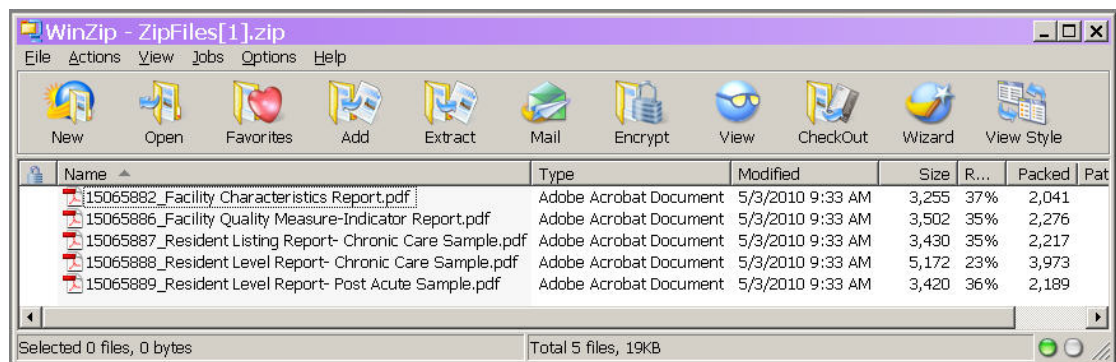 WinZip - ZipFiles[1].zip
File Actions View Jobs Options Help
New Open Favorites Add Extract Mail Encrypt View CheckOut Wizard View Style
Name Type Modified Size R... Packed Pat
15065882_Facility Characteristics Report.pdf Adobe Acrobat Document 5/3/2010 9:33 AM 3,255 37% 2,041
15065886_Facility Quality Measure-Indicator Report.pdf Adobe Acrobat Document 5/3/2010 9:33 AM 3,502 35% 2,276
15065887_Resident Listing Report- Chronic Care Sample.pdf Adobe Acrobat Document 5/3/2010 9:33 AM 3,430 35% 2,217
15065888_Resident Level Report- Chronic Care Sample.pdf Adobe Acrobat Document 5/3/2010 9:33 AM 5,172 23% 3,973
15065889_Resident Level Report- Post Acute Sample.pdf Adobe Acrobat Document 5/3/2010 9:33 AM 3,420 36% 2,189
Selected 0 files, 0 bytes Total 5 files, 19KB